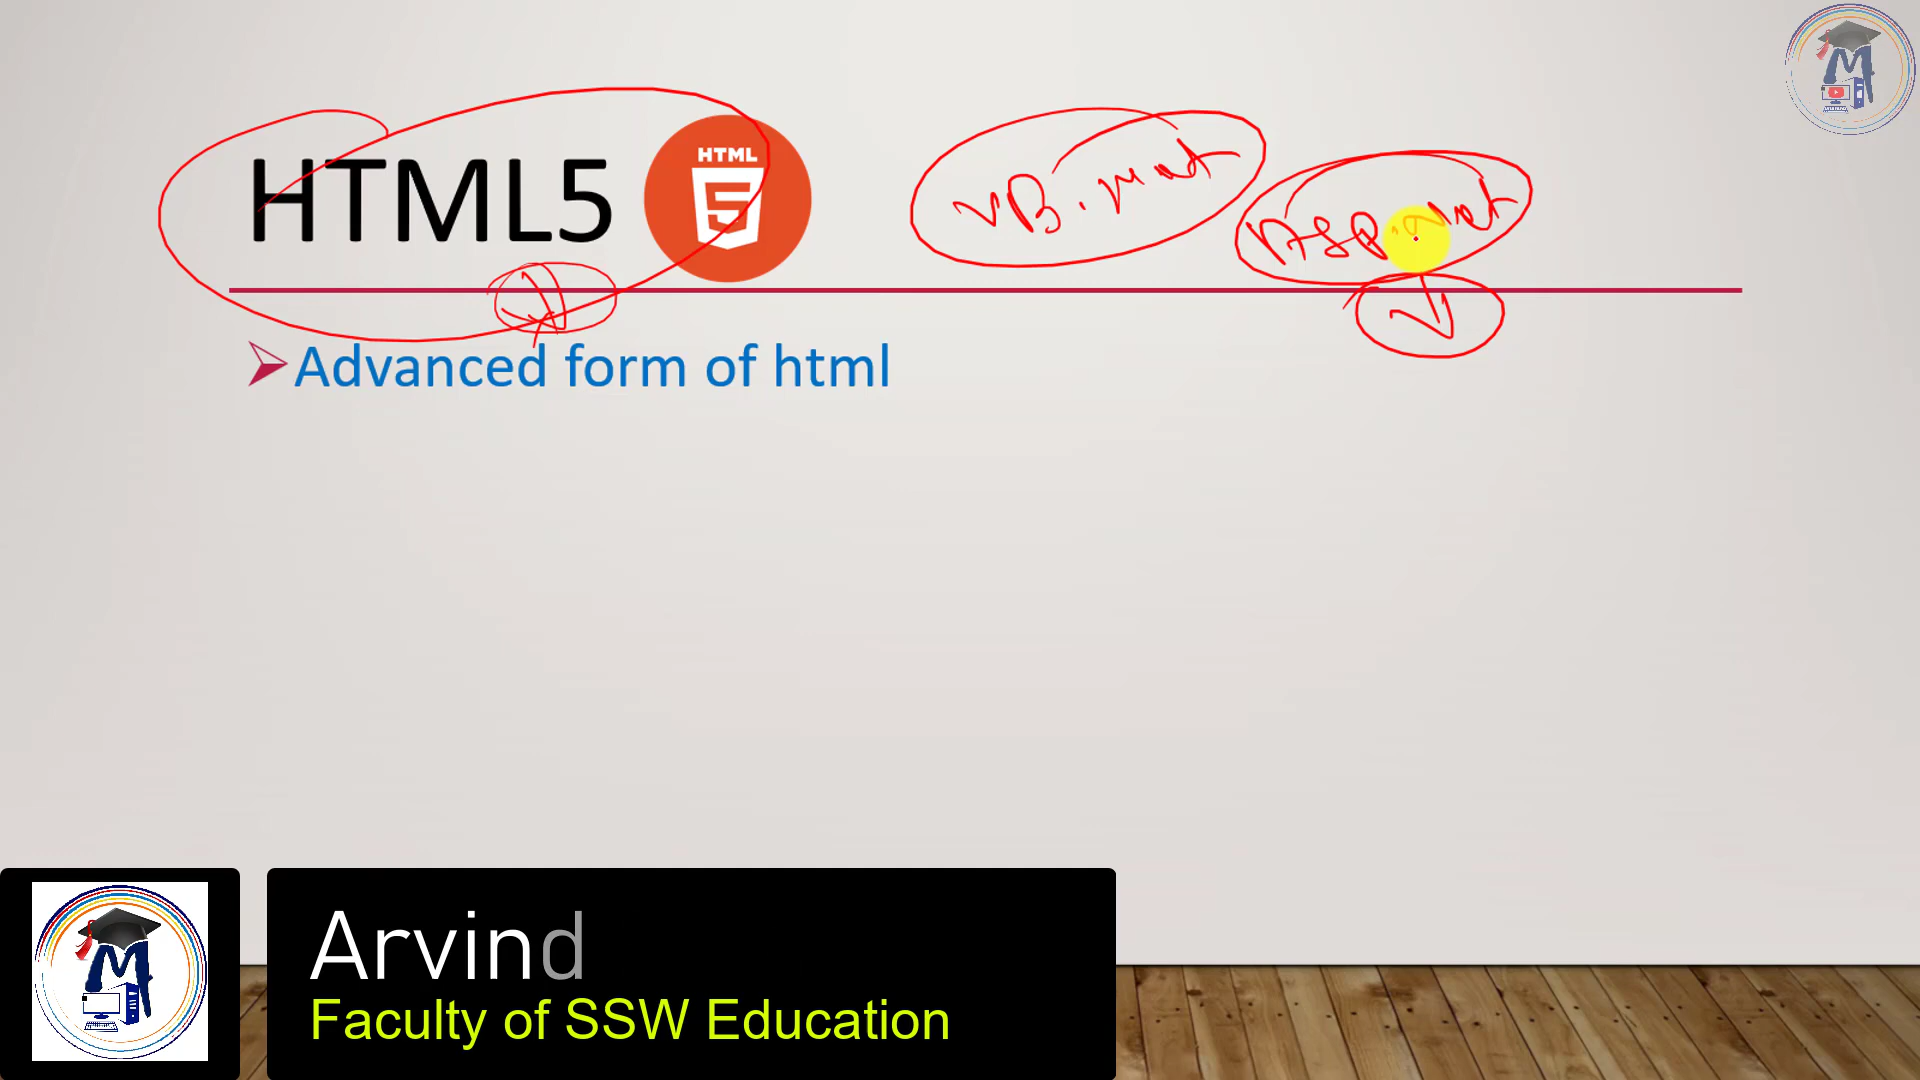 HTML5
HTML
5
VB.Net
ASP.Net
Advanced form of html
M
M
Arvind
Faculty of SSW Education